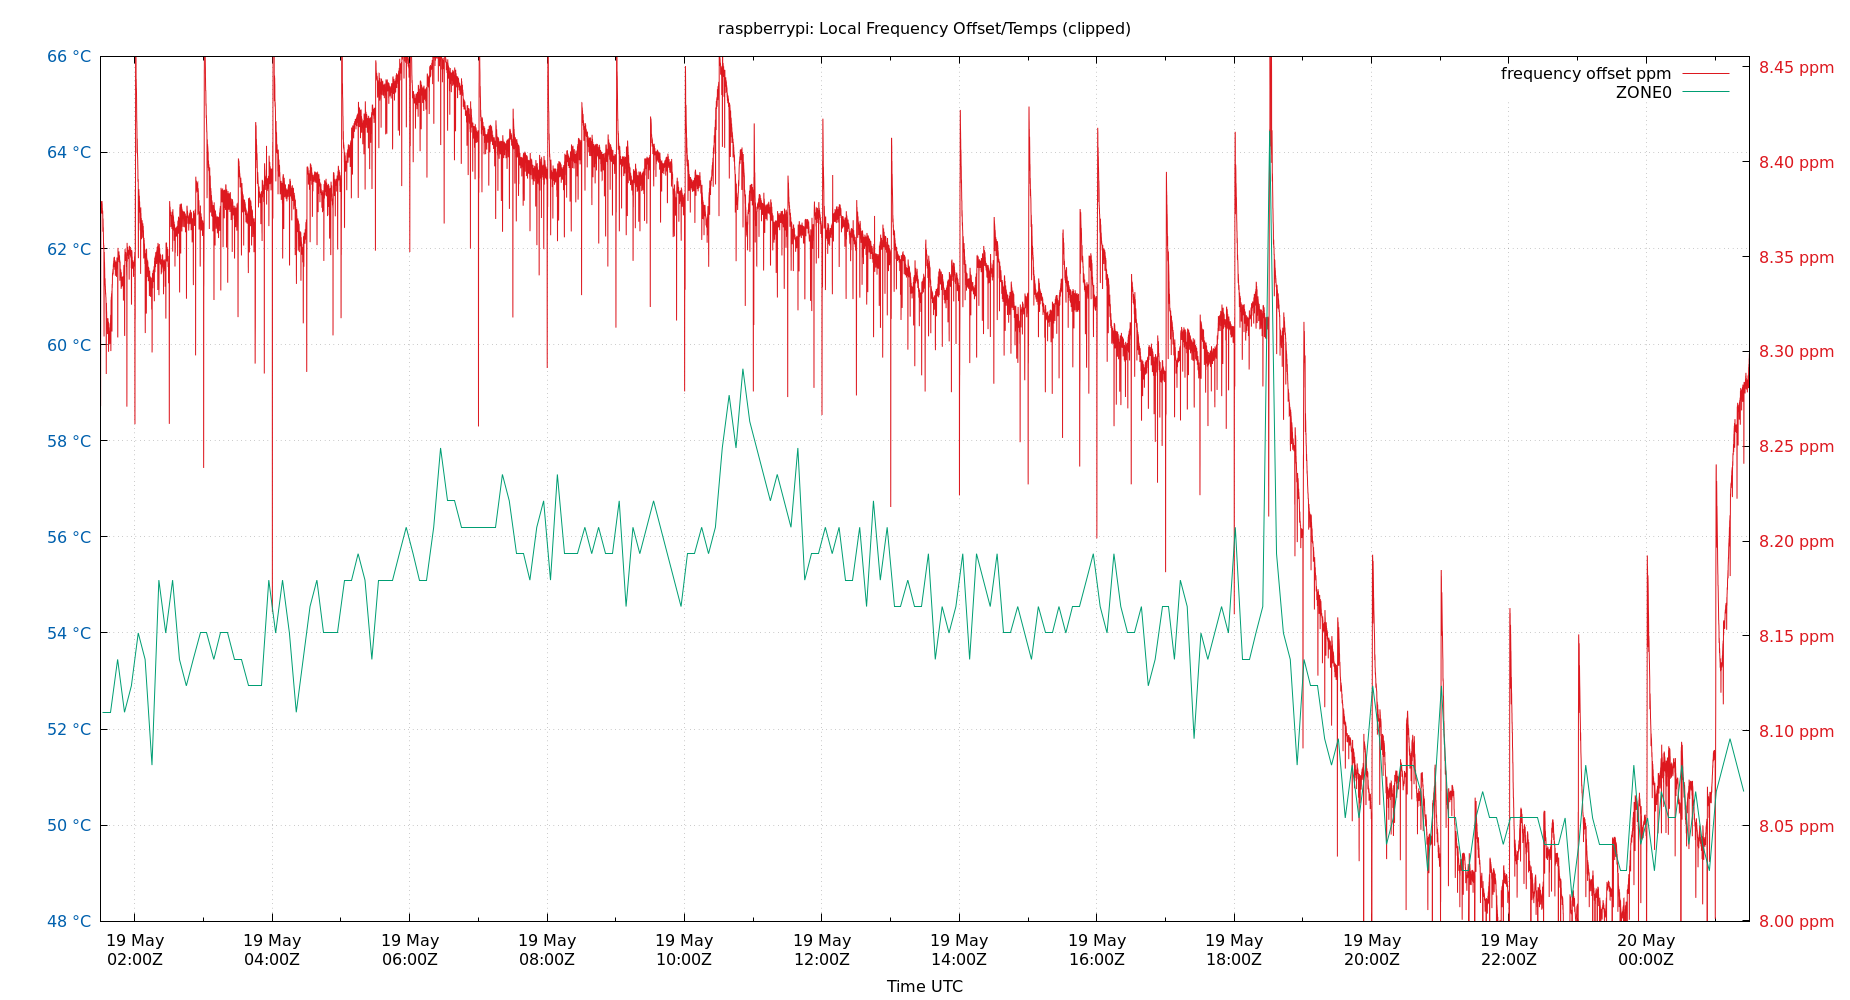 raspberrypi: Local Frequency Offset/Temps (clipped)
frequency offset ppm
ZONE0
66 °C
64 °C
62 °C
60 °C
58 °C
56 °C
54 °C
52 °C
50 °C
48 °C
8.45 ppm
8.40 ppm
8.35 ppm
8.30 ppm
8.25 ppm
8.20 ppm
8.15 ppm
8.10 ppm
8.05 ppm
8.00 ppm
19 May
02:00Z
19 May
04:00Z
19 May
06:00Z
19 May
08:00Z
19 May
10:00Z
19 May
12:00Z
19 May
14:00Z
19 May
16:00Z
19 May
18:00Z
19 May
20:00Z
19 May
22:00Z
20 May
00:00Z
Time UTC